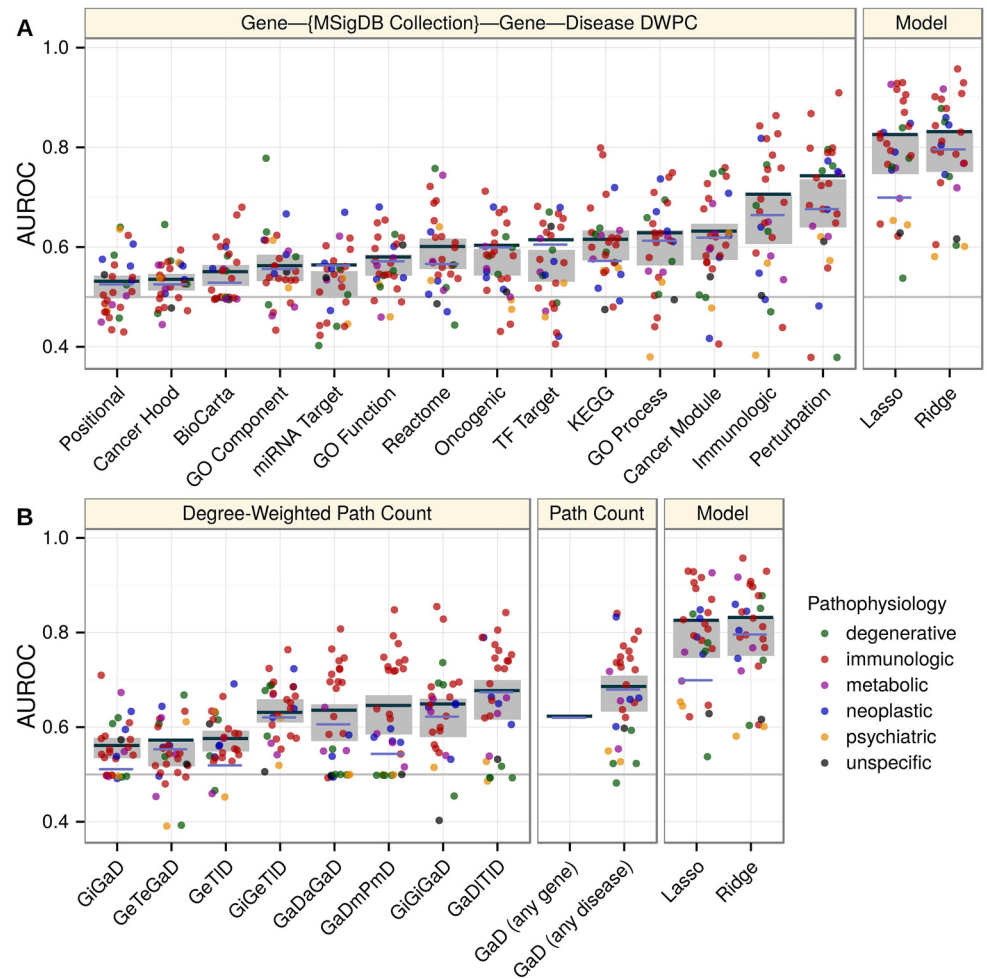 A
Gene—{MSigDB Collection}—Gene—Disease DWPC
Model
AUROC
1.0
0.8
0.6
0.4
Positional
Cancer Hood
BioCarta
GO Component
miRNA Target
GO Function
Reactome
Oncogenic
TF Target
KEGG
GO Process
Cancer Module
Immunologic
Perturbation
Lasso
Ridge
B
Degree-Weighted Path Count
Path Count
Model
AUROC
1.0
0.8
0.6
0.4
GiGaD
GeTeGaD
GeTlD
GiGeTlD
GaDaGaD
GaDmPmD
GiGiGaD
GaDlTlD
GaD (any gene)
GaD (any disease)
Lasso
Ridge
Pathophysiology
degenerative
immunologic
metabolic
neoplastic
psychiatric
unspecific